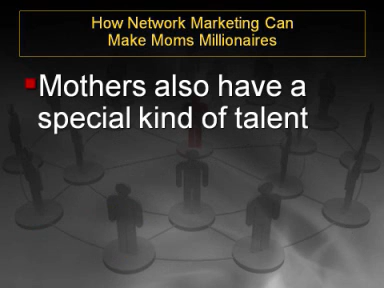 How Network Marketing Can
Make Moms Millionaires
Mothers also have a
special kind of talent